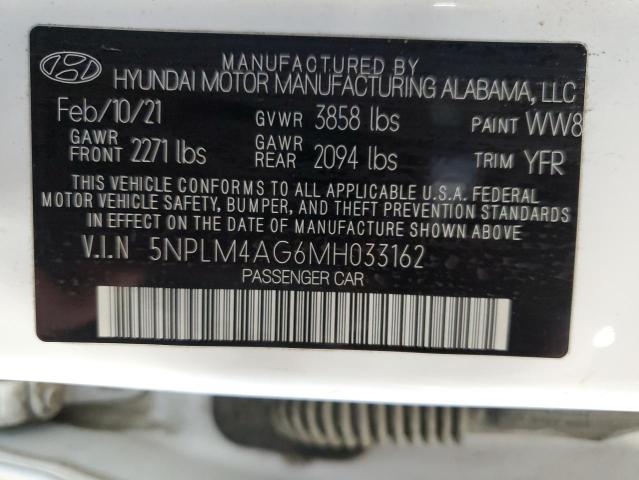 MANUFACTURED BY
HYUNDAI MOTOR MANUFACTURING ALABAMA, LLC
Feb/10/21 GVWR 3858 lbs PAINT WW8
GAWR FRONT 2271 lbs GAWR REAR 2094 lbs TRIM YFR
THIS VEHICLE CONFORMS TO ALL APPLICABLE U.S.A. FEDERAL
MOTOR VEHICLE SAFETY, BUMPER, AND THEFT PREVENTION STANDARDS
IN EFFECT ON THE DATE OF MANUFACTURE SHOWN ABOVE.
V.I.N 5NPLM4AG6MH033162
PASSENGER CAR